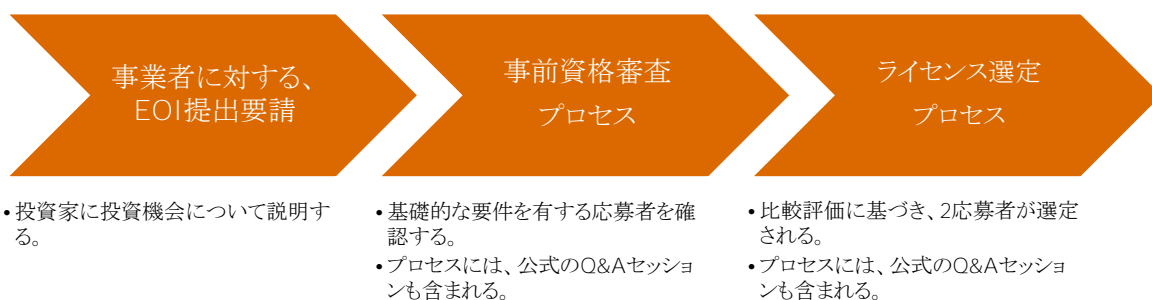 事業者に対する、
EOI提出要請
事前資格審査
プロセス
ライセンス選定
プロセス
•投資家に投資機会について説明す
る。
•基礎的な要件を有する応募者を確
認する。
•プロセスには、公式のQ&Aセッショ
ンも含まれる。
•比較評価に基づき、2応募者が選定
される。
•プロセスには、公式のQ&Aセッショ
ンも含まれる。